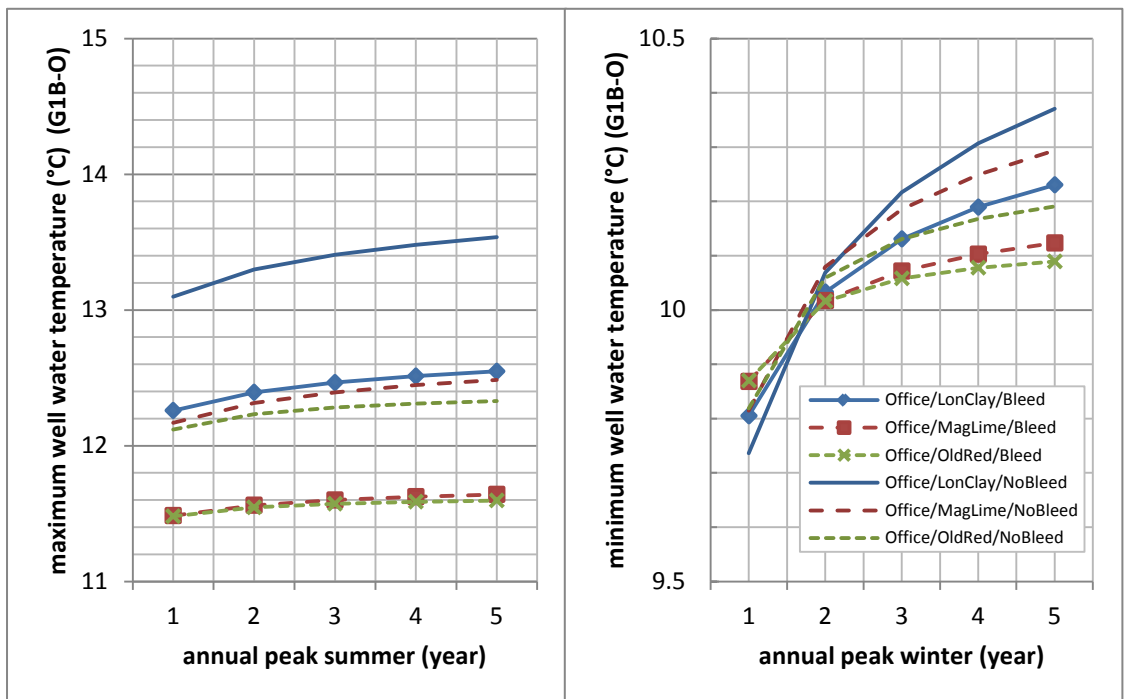 maximum well water temperature (°C) (G1B-O)
15
14
13
12
11
1 2 3 4 5
annual peak summer (year)
minimum well water temperature (°C) (G1B-O)
10.5
10
9.5
Office/LonClay/Bleed
Office/MagLime/Bleed
Office/OldRed/Bleed
Office/LonClay/NoBleed
Office/MagLime/NoBleed
Office/OldRed/NoBleed
1 2 3 4 5
annual peak winter (year)